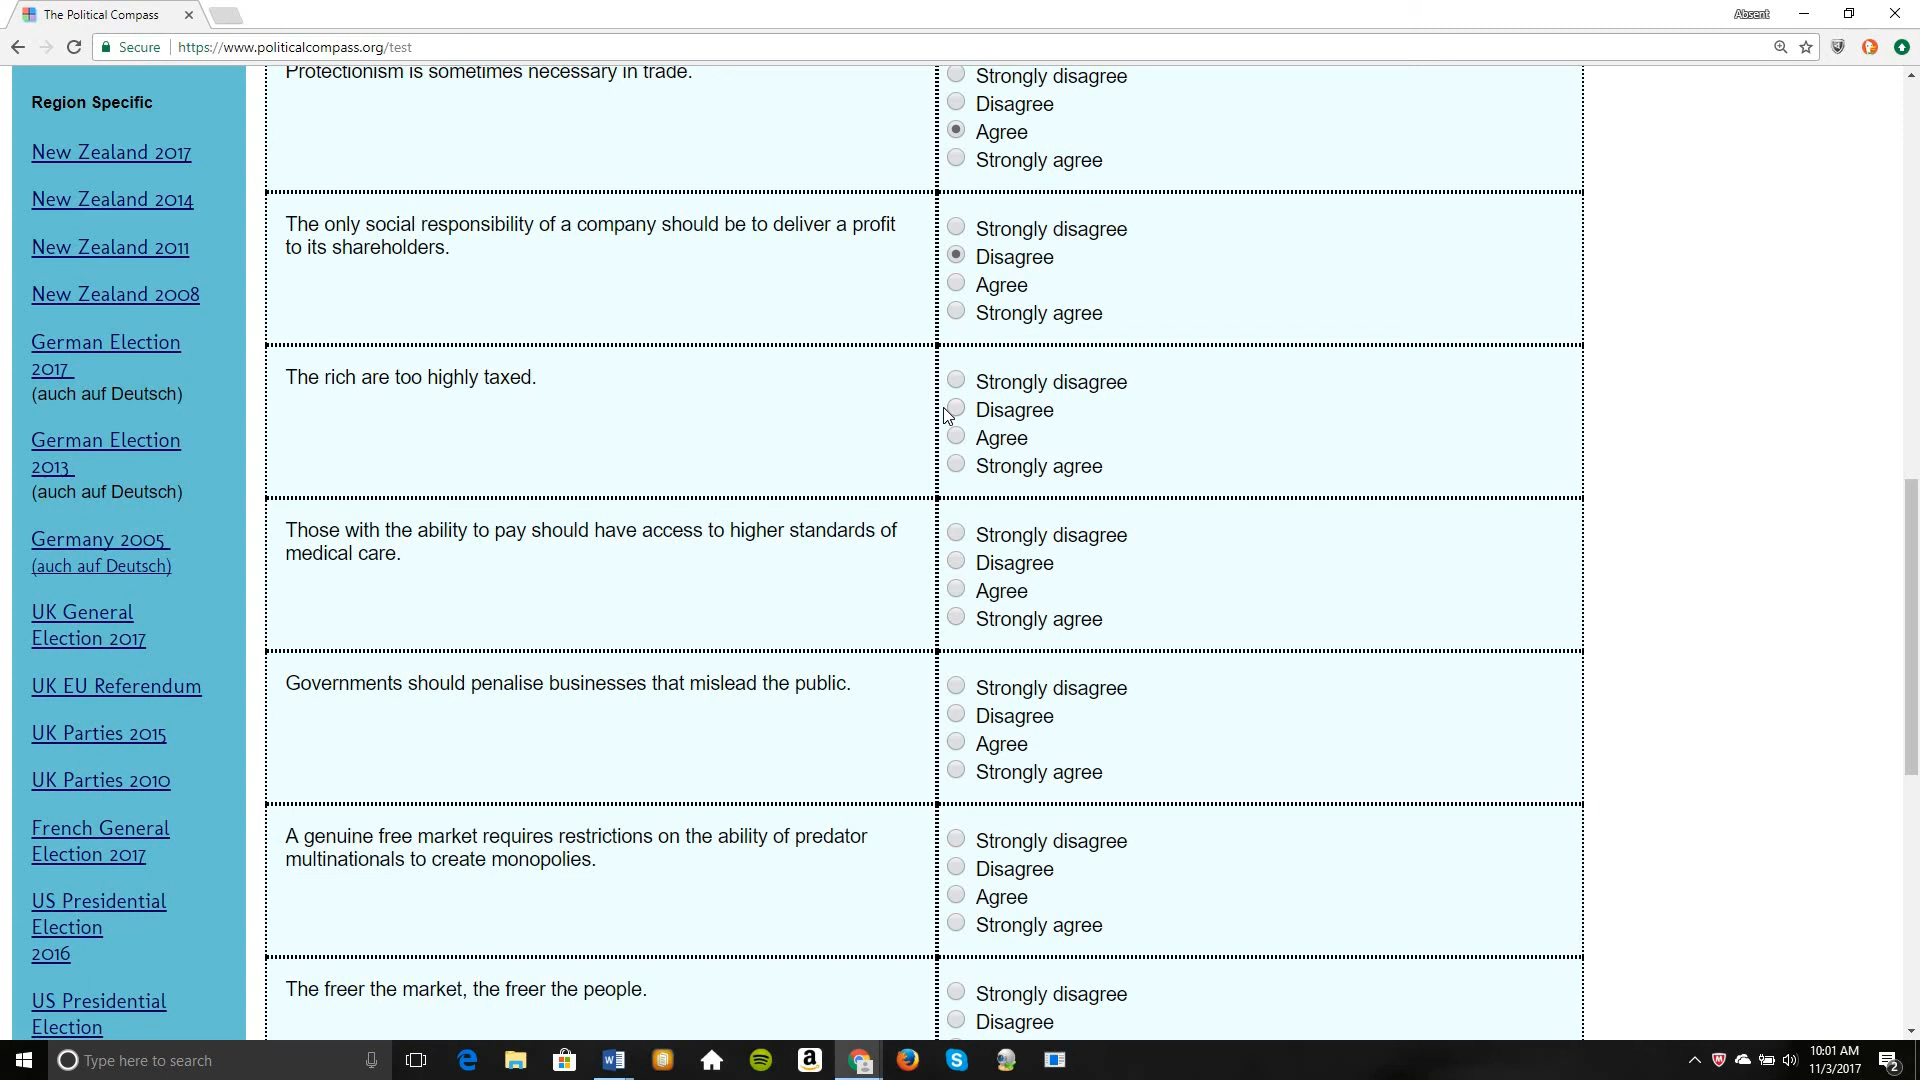 The Political Compass
Absent
Secure
https://www.politicalcompass.org/test
Region Specific
New Zealand 2017
New Zealand 2014
New Zealand 2011
New Zealand 2008
German Election
2017
(auch auf Deutsch)
German Election
2013
(auch auf Deutsch)
Germany 2005
(auch auf Deutsch)
UK General
Election 2017
UK EU Referendum
UK Parties 2015
UK Parties 2010
French General
Election 2017
US Presidential
Election
2016
US Presidential
Election
Protectionism is sometimes necessary in trade.
Strongly disagree
Disagree
Agree
Strongly agree
The only social responsibility of a company should be to deliver a profit
to its shareholders.
Strongly disagree
Disagree
Agree
Strongly agree
The rich are too highly taxed.
Strongly disagree
Disagree
Agree
Strongly agree
Those with the ability to pay should have access to higher standards of
medical care.
Strongly disagree
Disagree
Agree
Strongly agree
Governments should penalise businesses that mislead the public.
Strongly disagree
Disagree
Agree
Strongly agree
A genuine free market requires restrictions on the ability of predator
multinationals to create monopolies.
Strongly disagree
Disagree
Agree
Strongly agree
The freer the market, the freer the people.
Strongly disagree
Disagree
Type here to search
10:01 AM
11/3/2017
2